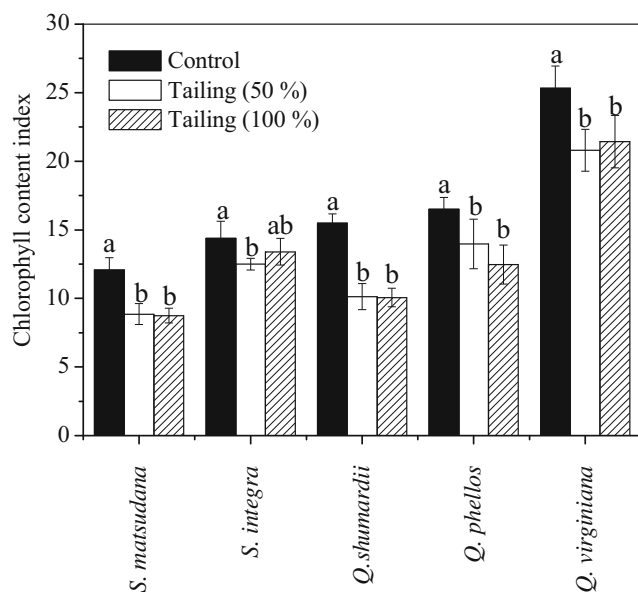 30
25
20
15
10
5
0
Chlorophyll content index
Control
Tailing (50 %)
Tailing (100 %)
a
b
b
a
b
ab
a
b
b
a
b
b
a
b
b
S. matsudana
S. integra
Q.shumardii
Q. phellos
Q. virginiana